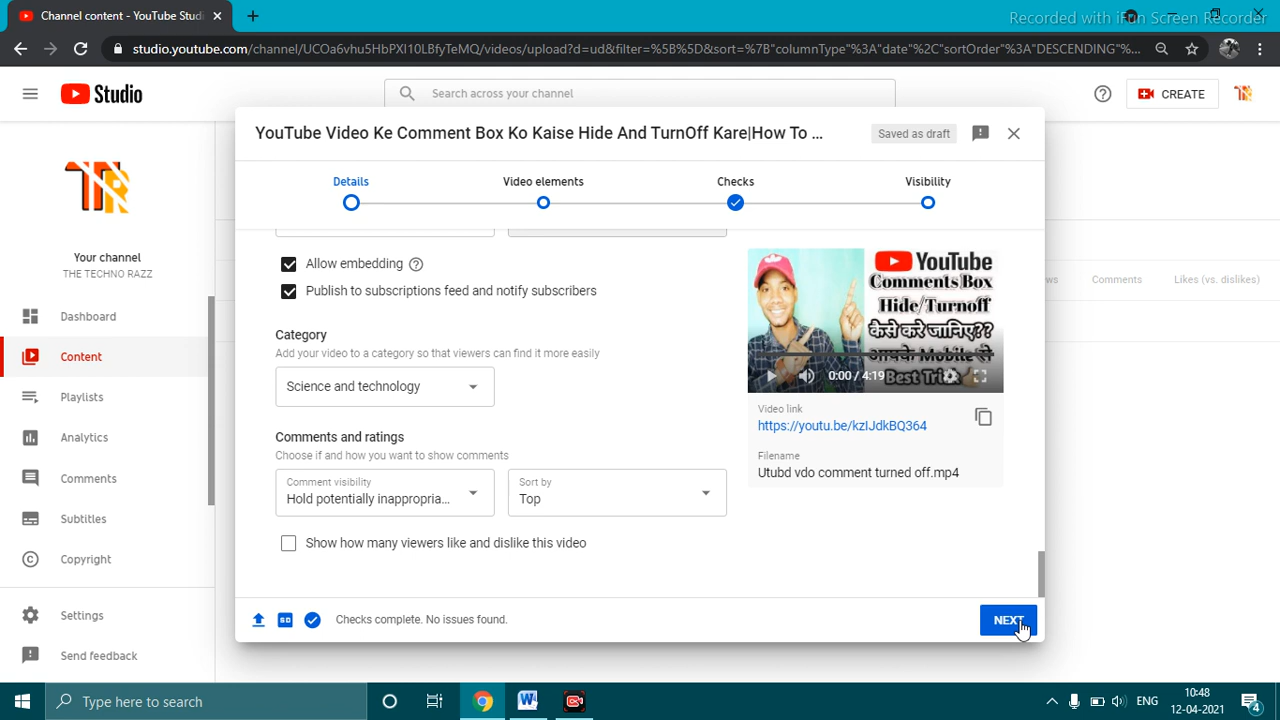 Channel content - YouTube Studi
Recorded with iFun Screen Recorder
studio.youtube.com/channel/UCOa6vhu5HbPXl10LBfyTeMQ/videos/upload?d=ud&filter=%5B%5D&sort=%7B"columnType"%3A"date"%2C"sortOrder"%3A"DESCENDING"%...
Studio
Search across your channel
CREATE
YouTube Video Ke Comment Box Ko Kaise Hide And TurnOff Kare|How To ...
Saved as draft
Details
Video elements
Checks
Visibility
Your channel
THE TECHNO RAZZ
Dashboard
Content
Playlists
Analytics
Comments
Subtitles
Copyright
Settings
Send feedback
Allow embedding
Publish to subscriptions feed and notify subscribers
Category
Add your video to a category so that viewers can find it more easily
Science and technology
Comments and ratings
Choose if and how you want to show comments
Comment visibility
Hold potentially inappropria...
Sort by
Top
Show how many viewers like and dislike this video
YouTube
Comments Box
Hide/Turnoff
कैसे करे जानिए??
आपके Mobile से
Best Trick
0:00 / 4:19
Video link
https://youtu.be/kzIJdkBQ364
Filename
Utubd vdo comment turned off.mp4
ws
Comments
Likes (vs. dislikes)
SD
Checks complete. No issues found.
NEXT
Type here to search
ENG
10:48
12-04-2021
4